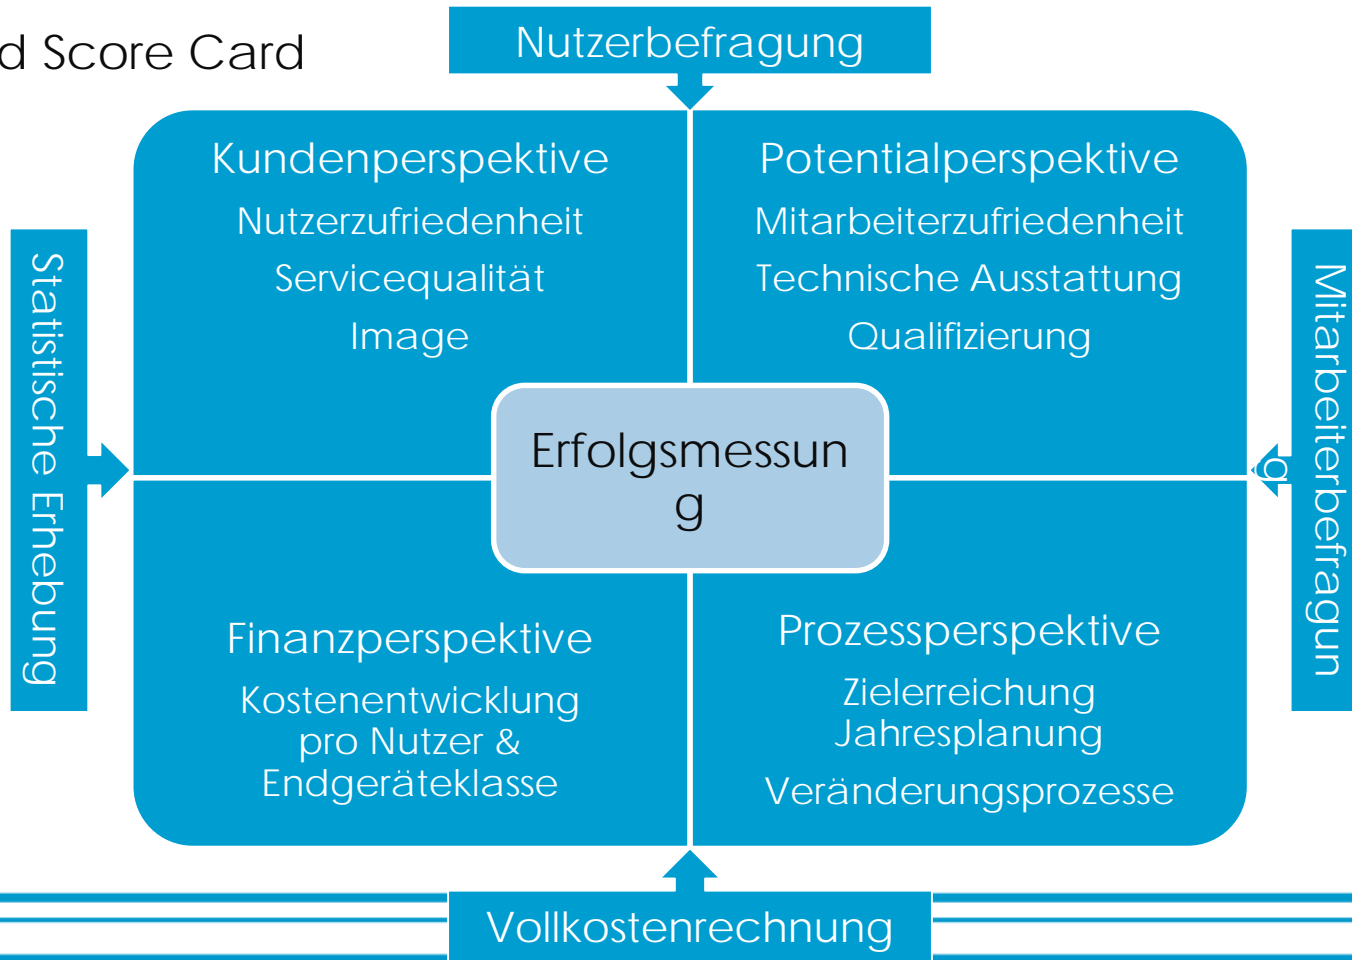 d Score Card
Nutzerbefragung
Kundenperspektive
Nutzerzufriedenheit
Servicequalität
Image
Potentialperspektive
Mitarbeiterzufriedenheit
Technische Ausstattung
Qualifizierung
Statistische Erhebung
Erfolgsmessun
g
Mitarbeiterbefragun
g
Finanzperspektive
Kostenentwicklung
pro Nutzer &
Endgeräteklasse
Prozessperspektive
Zielerreichung
Jahresplanung
Veränderungsprozesse
Vollkostenrechnung